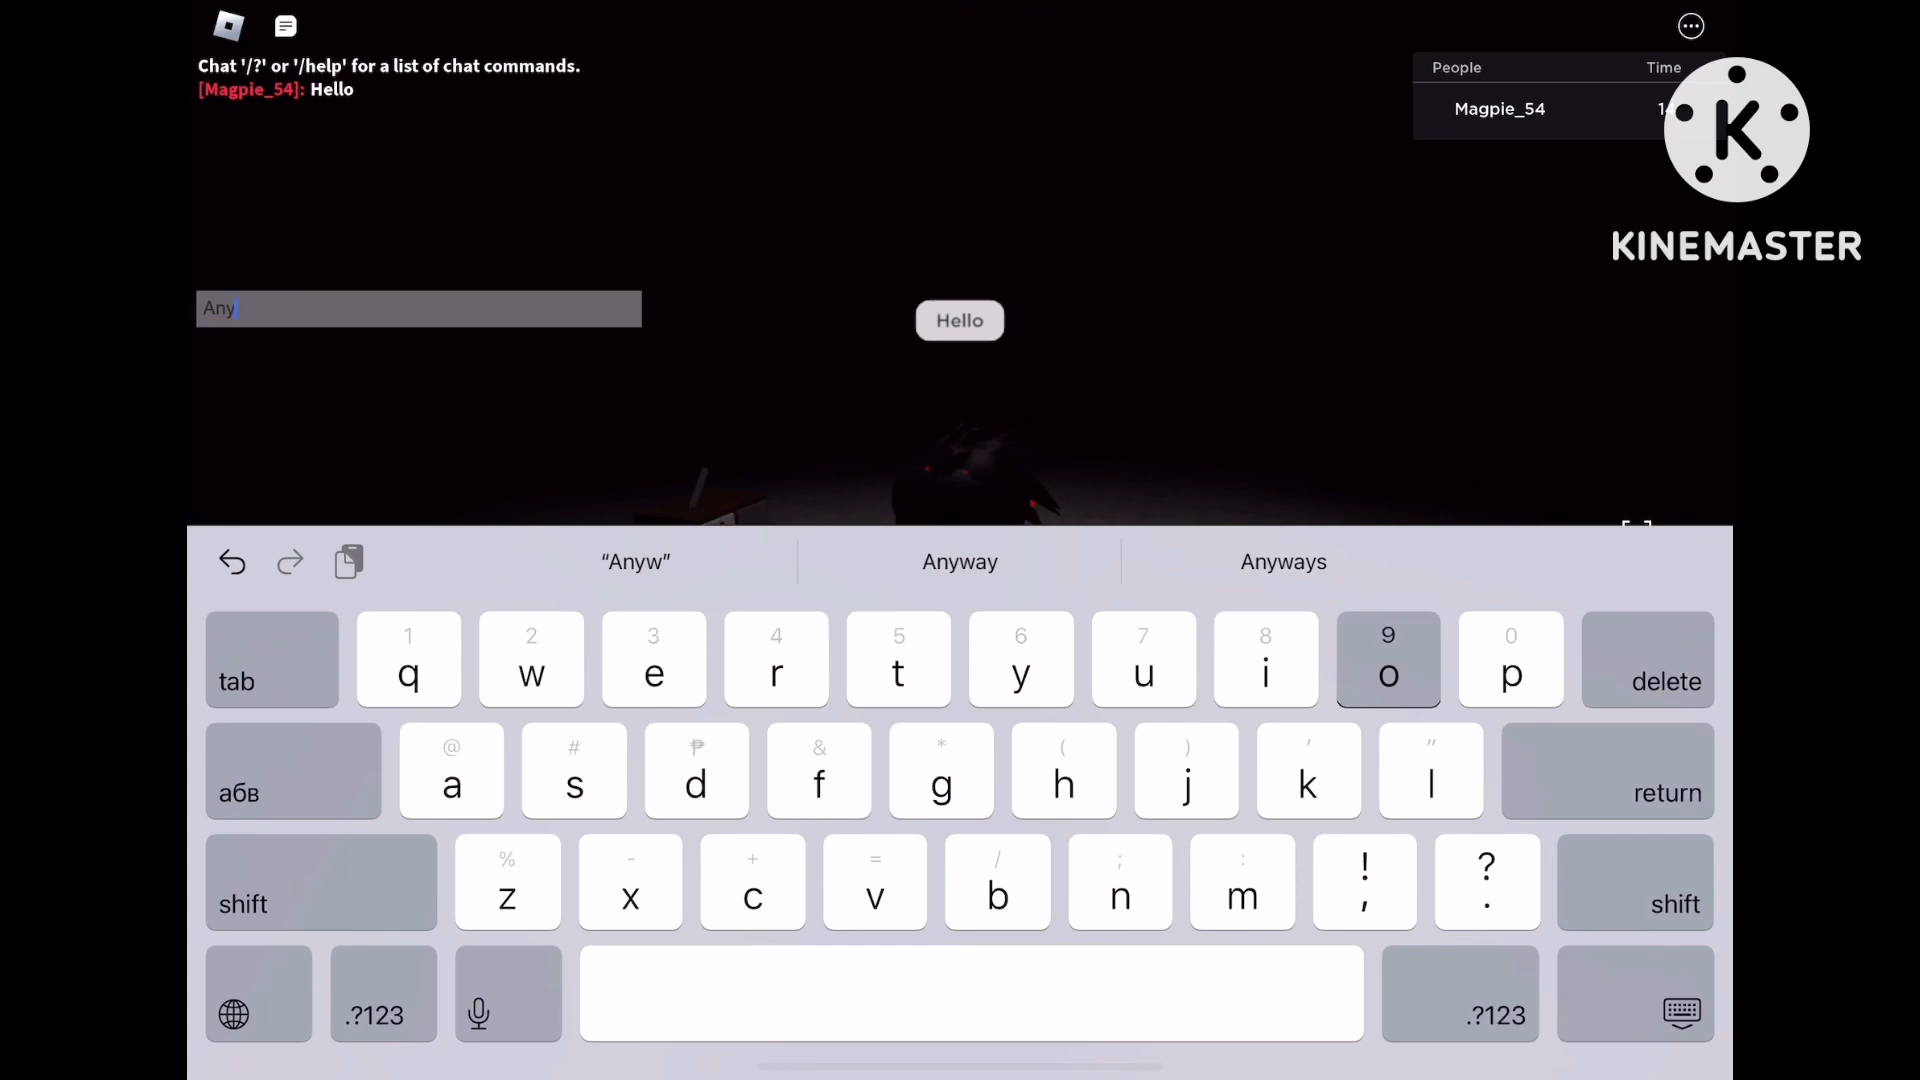 Chat '/?' or '/help' for a list of chat commands.
[Magpie_54]: Hello
People Time
Magpie_54
K
KINEMASTER
Any
Hello
“Anyw” Anyway Anyways
1 2 3 4 5 6 7 8 9 0
tab q w e r t y u i o p delete
@ # ₱ & * ( ) ' "
абв a s d f g h j k l return
% - + = / ; : ! ?
shift z x c v b n m , . shift
.?123 .?123